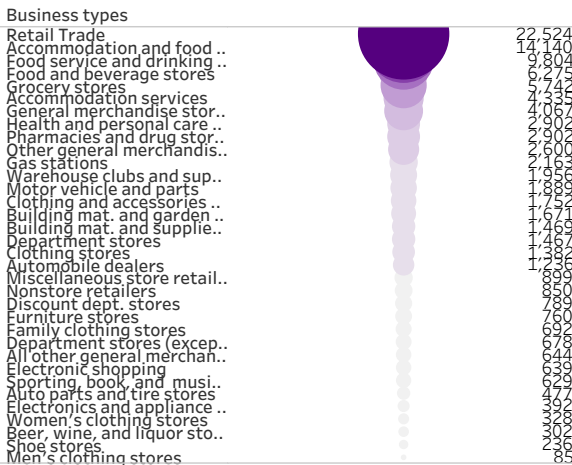 Business types
Retail Trade 22,524
Accommodation and food .. 14,140
Food service and drinking .. 9,804
Food and beverage stores 6,275
Grocery stores 5,742
Accommodation services 4,335
General merchandise stor.. 4,067
Health and personal care .. 2,902
Pharmacies and drug stor.. 2,902
Other general merchandis.. 2,600
Gas stations 2,163
Warehouse clubs and sup.. 1,956
Motor vehicle and parts 1,889
Clothing and accessories .. 1,752
Building mat. and garden .. 1,671
Building mat. and supplie.. 1,469
Department stores 1,467
Clothing stores 1,382
Automobile dealers 1,236
Miscellaneous store retail.. 899
Nonstore retailers 850
Discount dept. stores 789
Furniture stores 760
Family clothing stores 692
Department stores (excep.. 678
All other general merchan.. 644
Electronic shopping 639
Sporting, book, and musi.. 629
Auto parts and tire stores 477
Electronics and appliance .. 392
Women's clothing stores 328
Beer, wine, and liquor sto.. 302
Shoe stores 236
Men's clothing stores 85